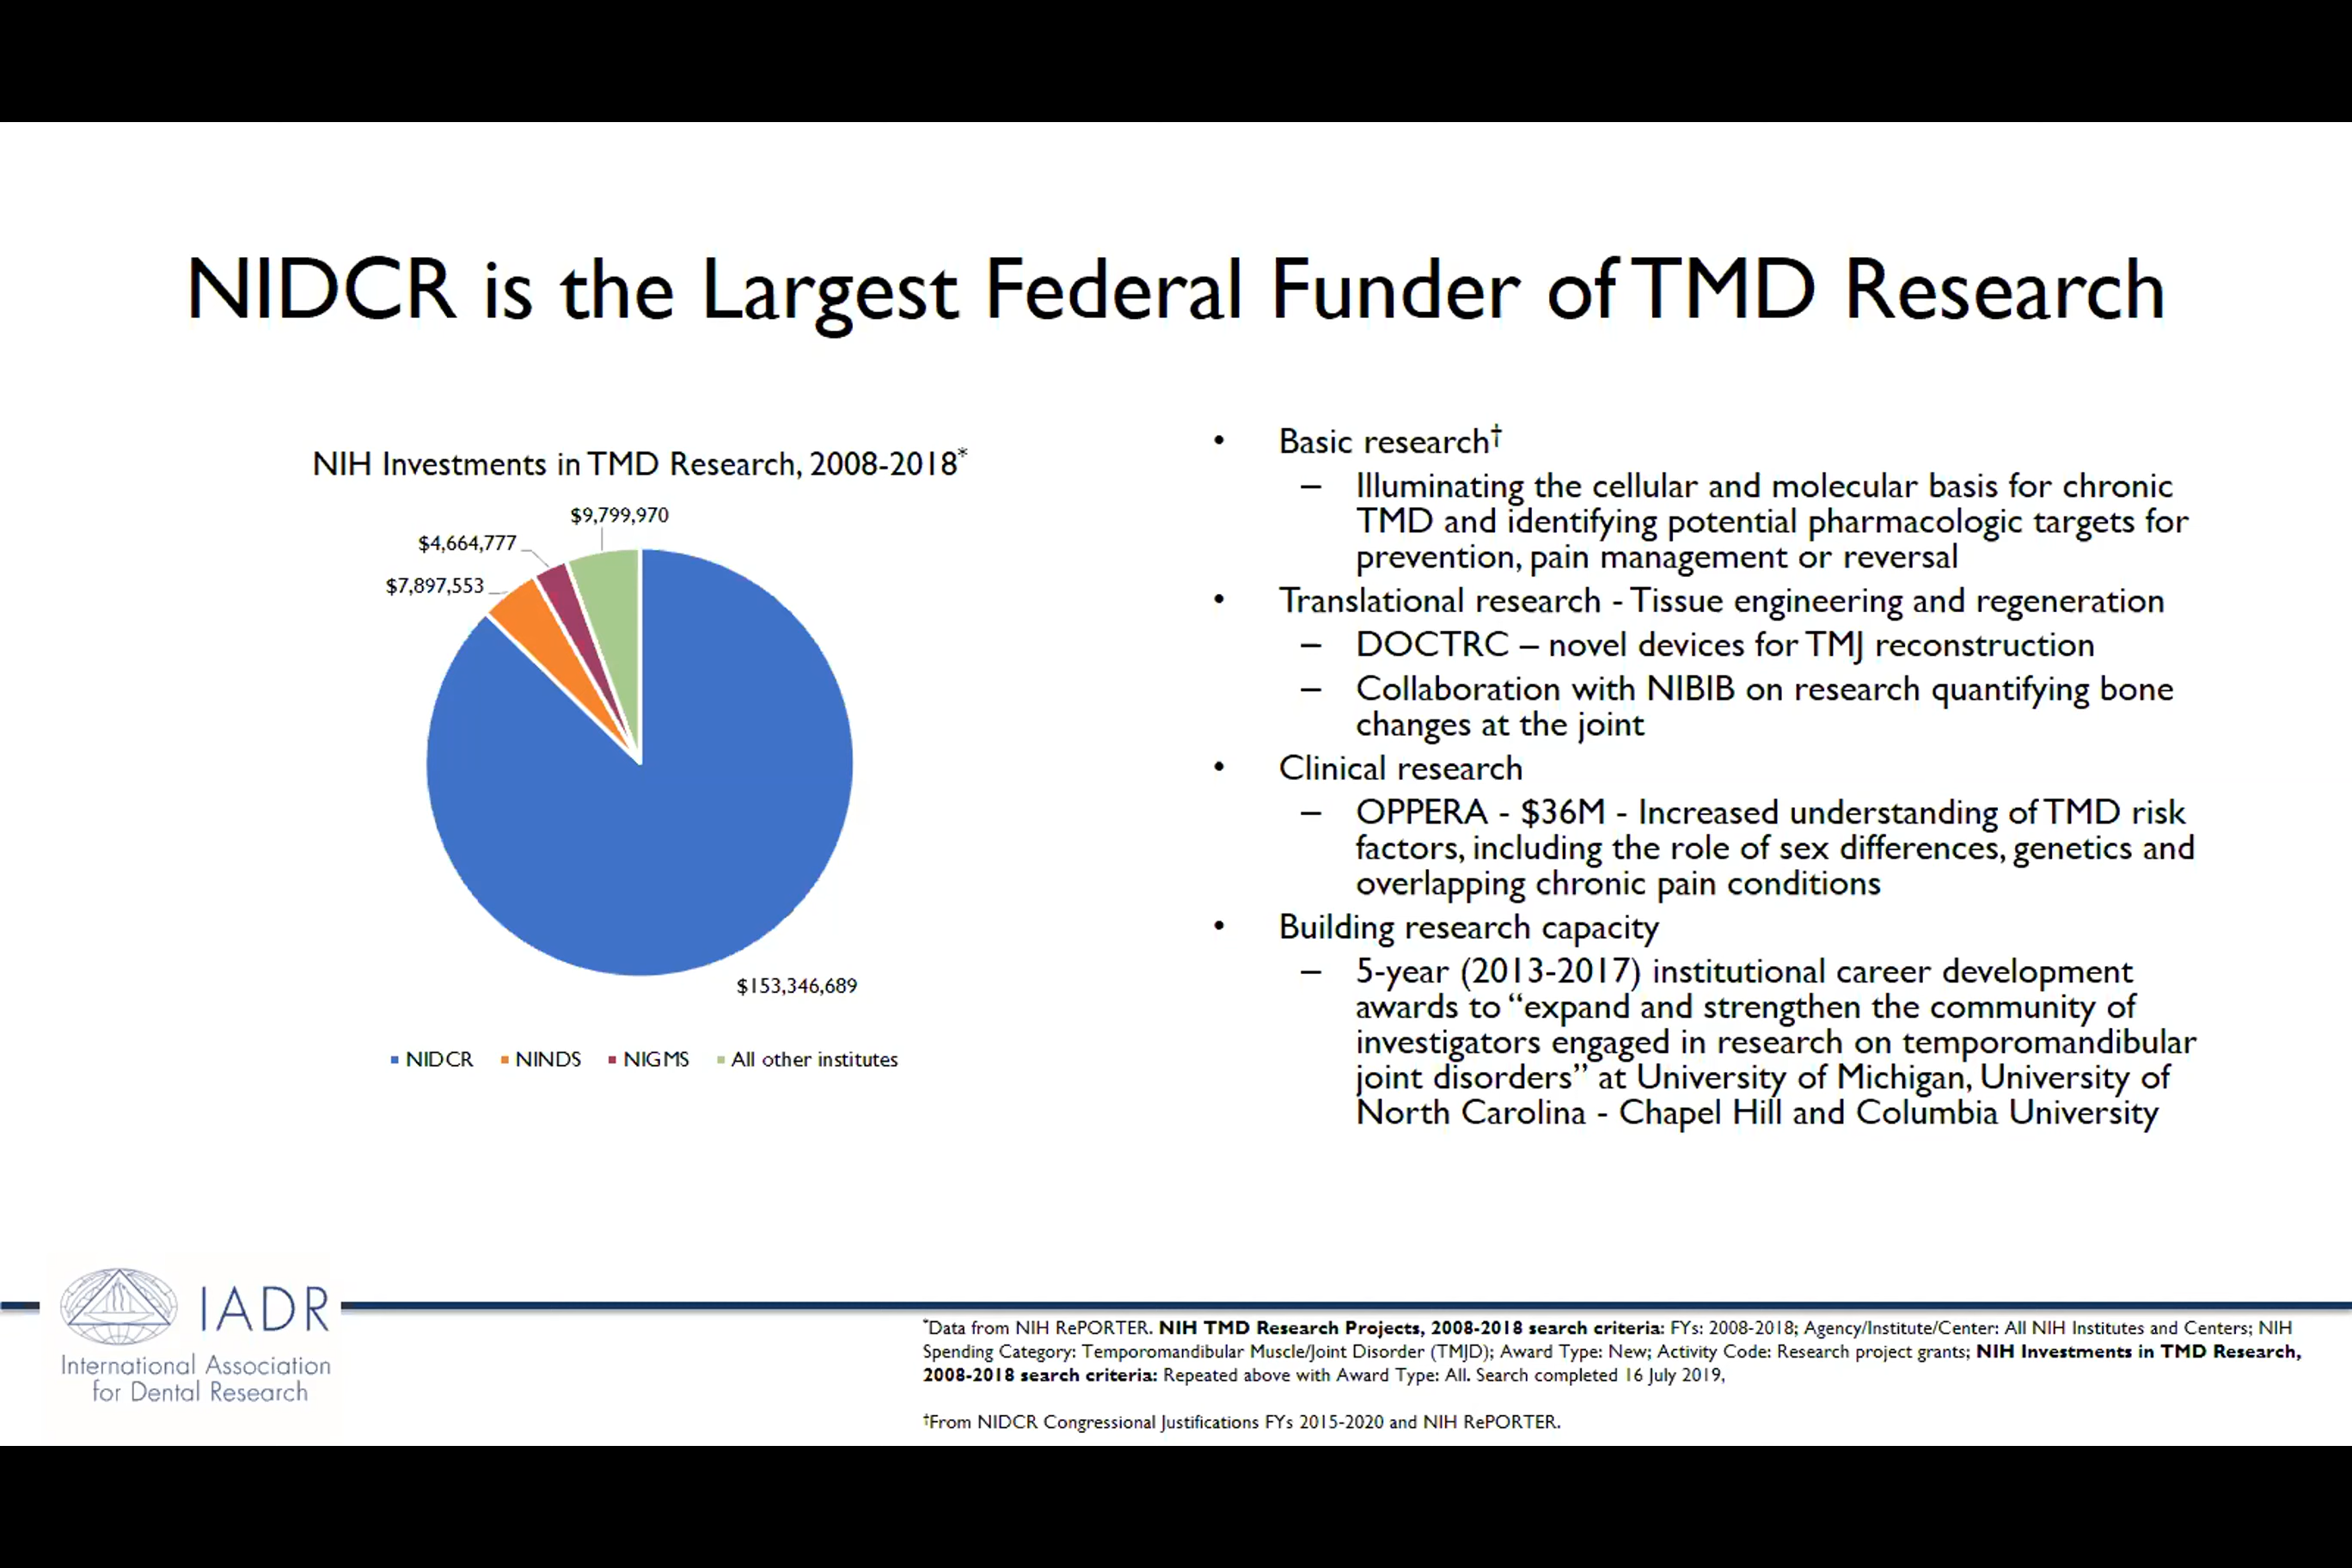 NIDCR is the Largest Federal Funder of TMD Research
NIH Investments in TMD Research, 2008-2018*
$9,799,970
$4,664,777
$7,897,553
$153,346,689
NIDCR NINDS NIGMS All other institutes
• Basic research†
– Illuminating the cellular and molecular basis for chronic
TMD and identifying potential pharmacologic targets for
prevention, pain management or reversal
• Translational research - Tissue engineering and regeneration
– DOCTRC – novel devices for TMJ reconstruction
– Collaboration with NIBIB on research quantifying bone
changes at the joint
• Clinical research
– OPPERA - $36M - Increased understanding of TMD risk
factors, including the role of sex differences, genetics and
overlapping chronic pain conditions
• Building research capacity
– 5-year (2013-2017) institutional career development
awards to “expand and strengthen the community of
investigators engaged in research on temporomandibular
joint disorders” at University of Michigan, University of
North Carolina - Chapel Hill and Columbia University
IADR
International Association
for Dental Research
*Data from NIH RePORTER. NIH TMD Research Projects, 2008-2018 search criteria: FYs: 2008-2018; Agency/Institute/Center: All NIH Institutes and Centers; NIH
Spending Category: Temporomandibular Muscle/Joint Disorder (TMJD); Award Type: New; Activity Code: Research project grants; NIH Investments in TMD Research,
2008-2018 search criteria: Repeated above with Award Type: All. Search completed 16 July 2019,
†From NIDCR Congressional Justifications FYs 2015-2020 and NIH RePORTER.